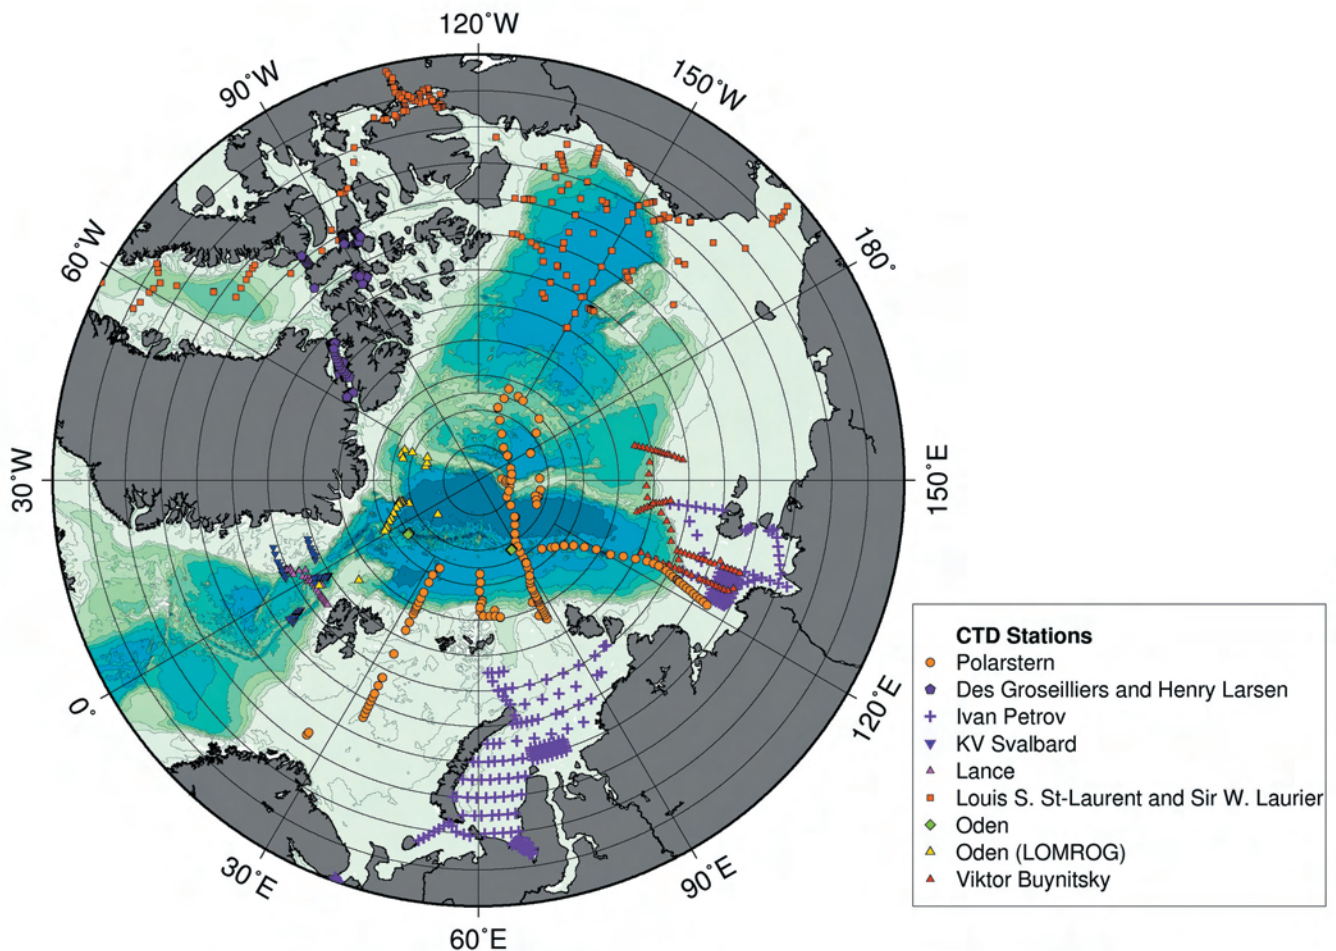 120˚W
90˚W
150˚W
60˚W
180˚
30˚W
150˚E
0˚
120˚E
30˚E
90˚E
60˚E
CTD Stations
Polarstern
Des Groseilliers and Henry Larsen
Ivan Petrov
KV Svalbard
Lance
Louis S. St-Laurent and Sir W. Laurier
Oden
Oden (LOMROG)
Viktor Buynitsky